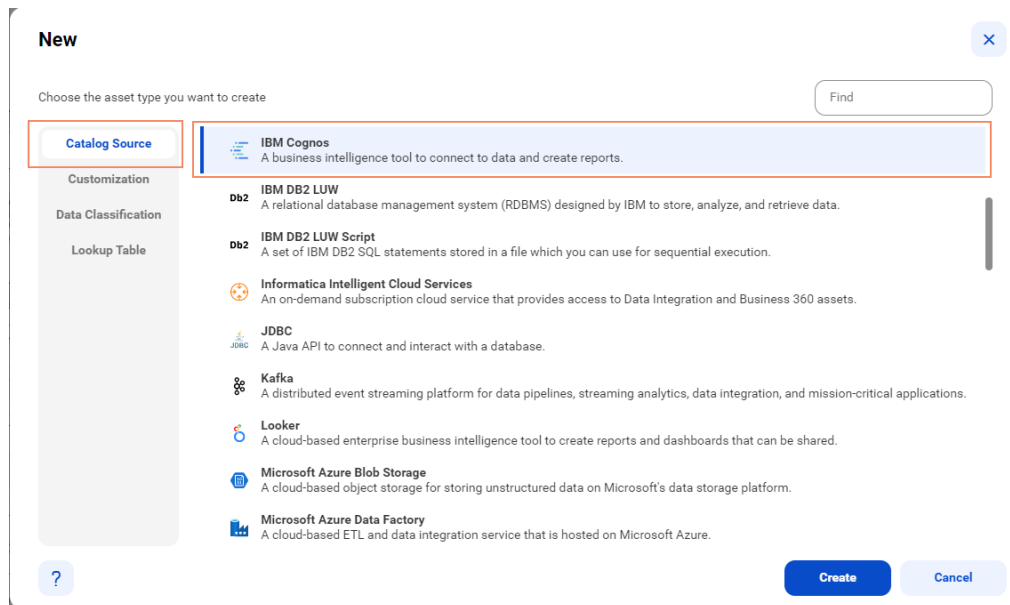 New
Choose the asset type you want to create
Find
Catalog Source
Customization
Data Classification
Lookup Table
IBM Cognos
A business intelligence tool to connect to data and create reports.
Db2
IBM DB2 LUW
A relational database management system (RDBMS) designed by IBM to store, analyze, and retrieve data.
Db2
IBM DB2 LUW Script
A set of IBM DB2 SQL statements stored in a file which you can use for sequential execution.
Informatica Intelligent Cloud Services
An on-demand subscription cloud service that provides access to Data Integration and Business 360 assets.
JDBC
JDBC
A Java API to connect and interact with a database.
Kafka
A distributed event streaming platform for data pipelines, streaming analytics, data integration, and mission-critical applications.
Looker
A cloud-based enterprise business intelligence tool to create reports and dashboards that can be shared.
Microsoft Azure Blob Storage
A cloud-based object storage for storing unstructured data on Microsoft's data storage platform.
Microsoft Azure Data Factory
A cloud-based ETL and data integration service that is hosted on Microsoft Azure.
?
Create
Cancel